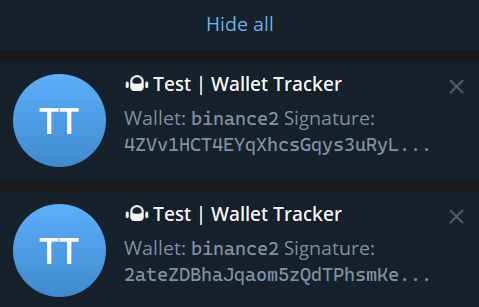 Hide all
TT
Test | Wallet Tracker
Wallet: binance2 Signature:
4ZVv1HCT4EYqXhcsGqys3uRyL...
TT
Test | Wallet Tracker
Wallet: binance2 Signature:
2ateZDBhaJqaom5zQdTPhsmKe...